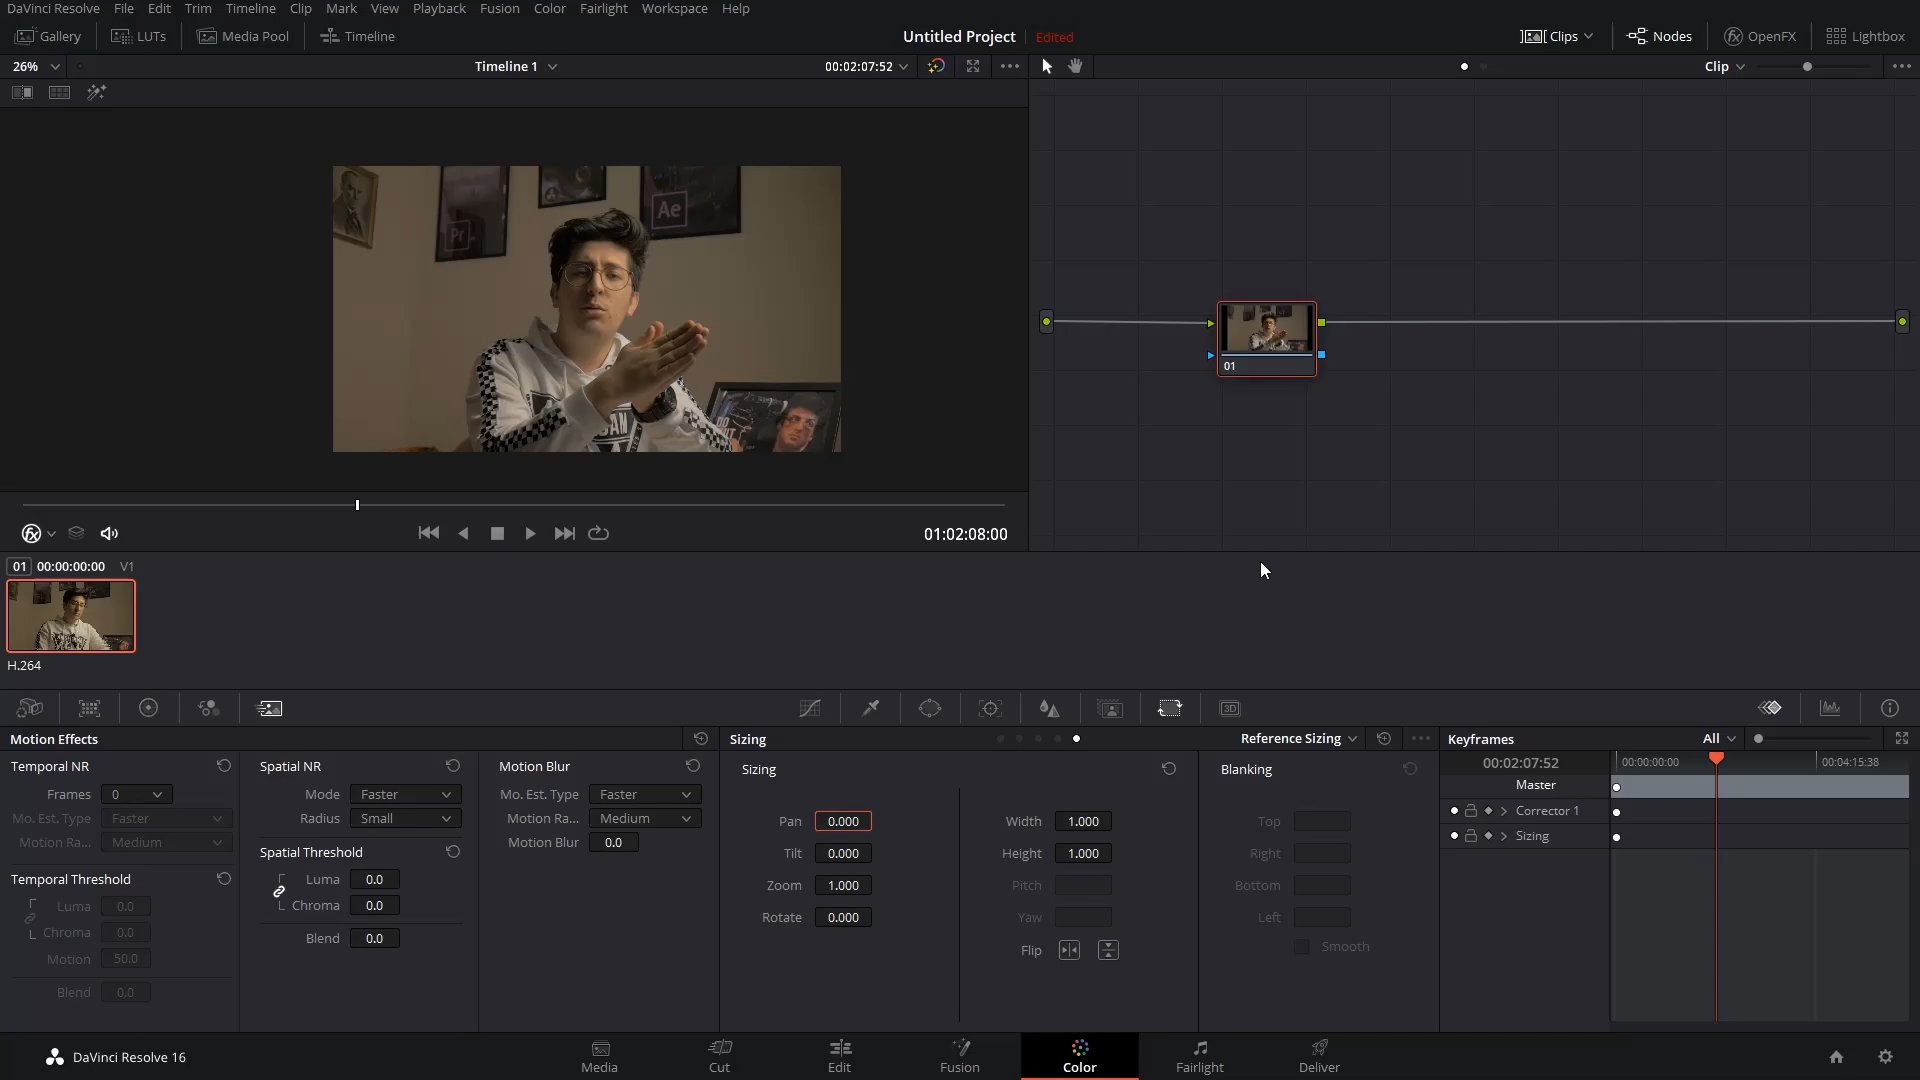 DaVinci Resolve File Edit Trim Timeline Clip Mark View Playback Fusion Color Fairlight Workspace Help
Gallery LUTs Media Pool Timeline Untitled Project Edited Clips Nodes OpenFX Lightbox
26% Timeline 1 00:02:07:52 Clip
Pr
Ae
01
01:02:08:00
01 00:00:00:00 V1
H.264
3D
Motion Effects Sizing Reference Sizing Keyframes All
Temporal NR
Frames 0
Mo. Est. Type Faster
Motion Ra... Medium
Temporal Threshold
Luma 0.0
Chroma 0.0
Motion 50.0
Blend 0.0
Spatial NR
Mode Faster
Radius Small
Spatial Threshold
Luma 0.0
Chroma 0.0
Blend 0.0
Motion Blur
Mo. Est. Type Faster
Motion Ra... Medium
Motion Blur 0.0
Sizing
Pan 0.000
Tilt 0.000
Zoom 1.000
Rotate 0.000
Width 1.000
Height 1.000
Pitch
Yaw
Flip
Blanking
Top
Right
Bottom
Left
Smooth
00:02:07:52 00:00:00:00 00:04:15:38
Master
Corrector 1
Sizing
DaVinci Resolve 16 Media Cut Edit Fusion Color Fairlight Deliver